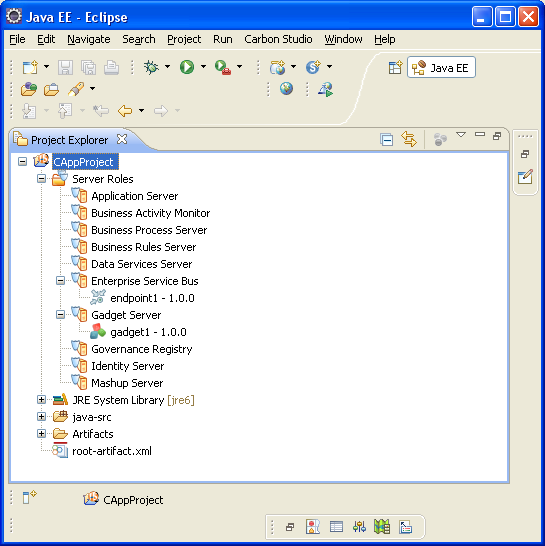 Java EE - Eclipse
File Edit Navigate Search Project Run Carbon Studio Window Help
Java EE
Project Explorer
CAppProject
Server Roles
Application Server
Business Activity Monitor
Business Process Server
Business Rules Server
Data Services Server
Enterprise Service Bus
endpoint1 - 1.0.0
Gadget Server
gadget1 - 1.0.0
Governance Registry
Identity Server
Mashup Server
JRE System Library [jre6]
java-src
Artifacts
root-artifact.xml
CAppProject